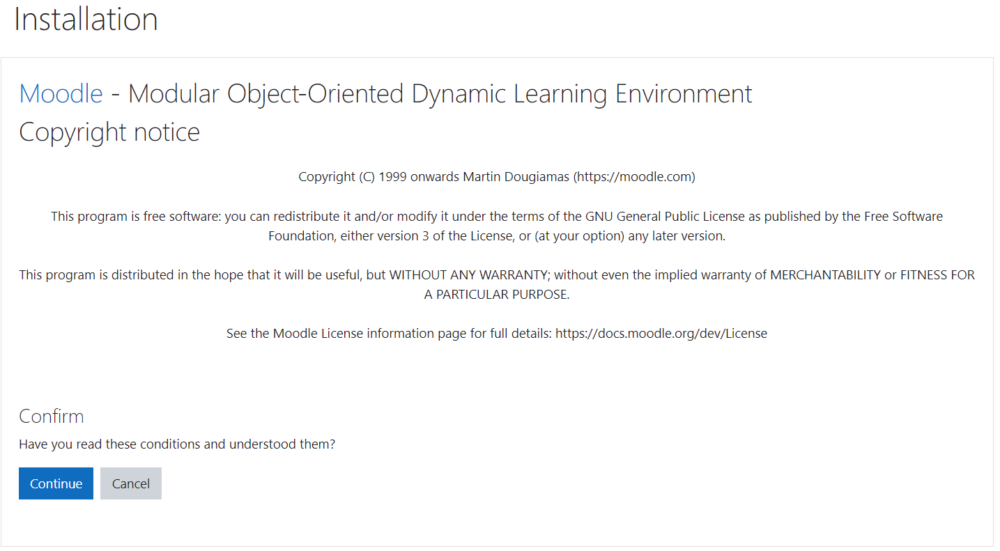 Installation
Moodle - Modular Object-Oriented Dynamic Learning Environment
Copyright notice
Copyright (C) 1999 onwards Martin Dougiamas (https://moodle.com)
This program is free software: you can redistribute it and/or modify it under the terms of the GNU General Public License as published by the Free Software
Foundation, either version 3 of the License, or (at your option) any later version.
This program is distributed in the hope that it will be useful, but WITHOUT ANY WARRANTY; without even the implied warranty of MERCHANTABILITY or FITNESS FOR
A PARTICULAR PURPOSE.
See the Moodle License information page for full details: https://docs.moodle.org/dev/License
Confirm
Have you read these conditions and understood them?
Continue Cancel